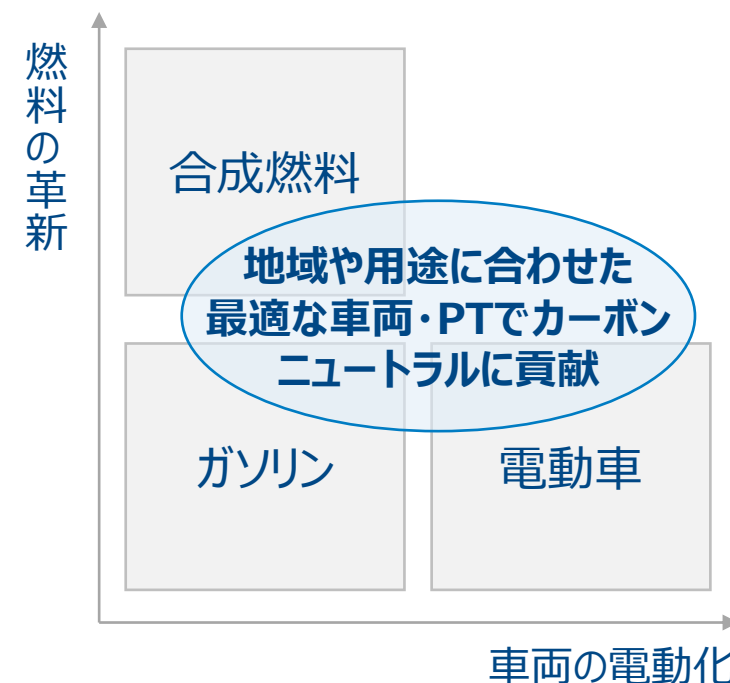 燃料の革新
合成燃料
地域や用途に合わせた
最適な車両・PTでカーボン
ニュートラルに貢献
ガソリン
電動車
車両の電動化